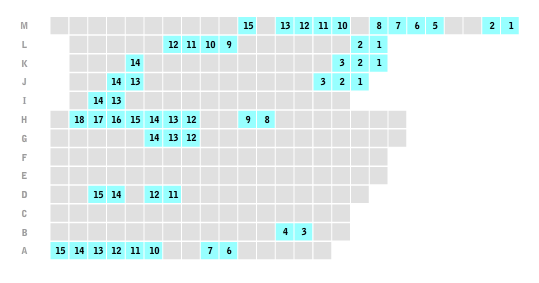 M 15 13 12 11 10 8 7 6 5 2 1
L 12 11 10 9 2 1
K 14 3 2 1
J 14 13 3 2 1
I 14 13
H 18 17 16 15 14 13 12 9 8
G 14 13 12
F
E
D 15 14 12 11
C
B 4 3
A 15 14 13 12 11 10 7 6